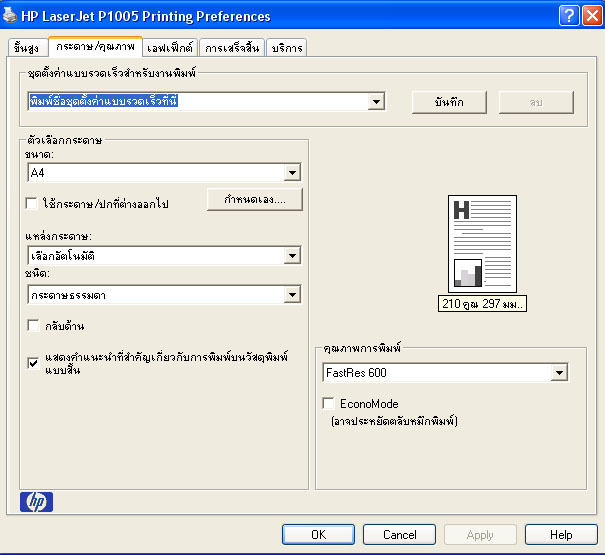 HP LaserJet P1005 Printing Preferences
ขั้นสูง
กระดาษ/คุณภาพ
เอฟเฟ็กต์
การเสร็จสิ้น
บริการ
ชุดตั้งค่าแบบรวดเร็วสำหรับงานพิมพ์
พิมพ์ชื่อชุดตั้งค่าแบบรวดเร็วที่นี่
บันทึก
ลบ
ตัวเลือกกระดาษ
ขนาด:
A4
ใช้กระดาษ/ปกที่ต่างออกไป
กำหนดเอง....
แหล่งกระดาษ:
เลือกอัตโนมัติ
ชนิด:
กระดาษธรรมดา
กลับด้าน
แสดงคำแนะนำที่สำคัญเกี่ยวกับการพิมพ์บนวัสดุพิมพ์
แบบสั้น
210 คูณ 297 มม..
คุณภาพการพิมพ์
FastRes 600
EconoMode
(อาจประหยัดตลับหมึกพิมพ์)
hp
OK
Cancel
Apply
Help